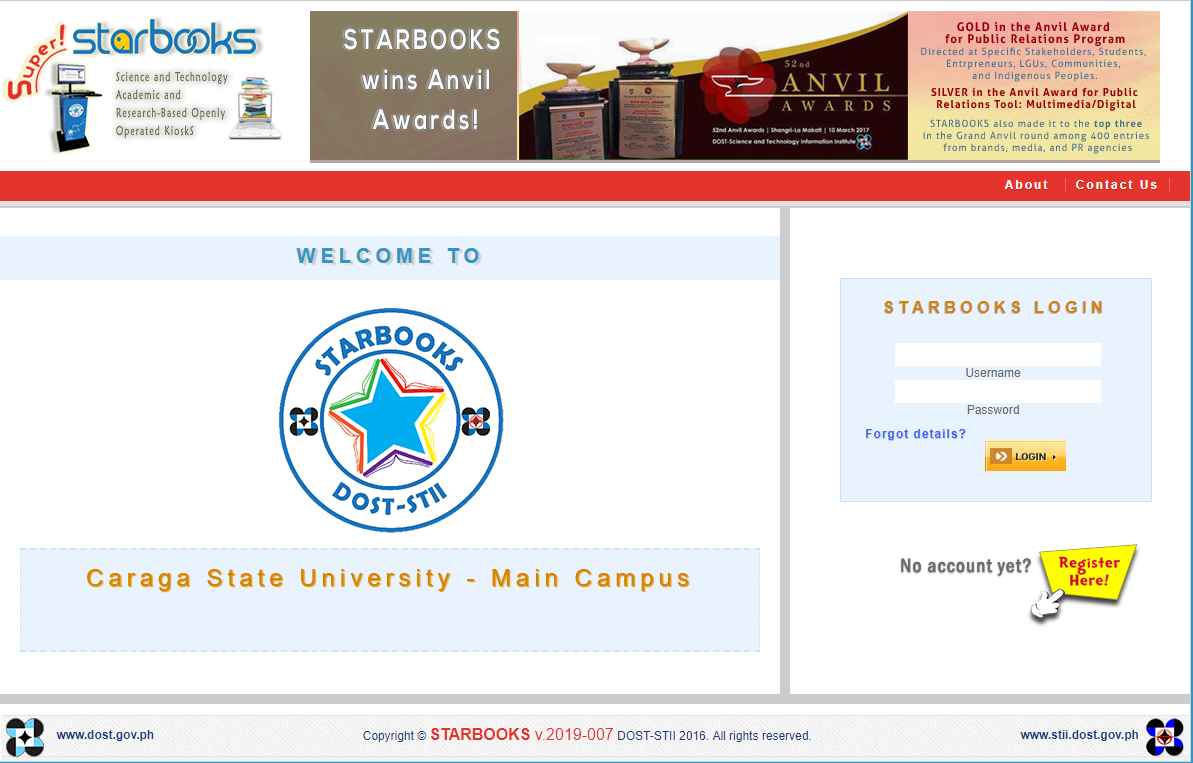 Super!
starbooks
Science and Technology
Academic and
Research-Based Openly
Operated KioskS
STARBOOKS
wins Anvil
Awards!
52nd
ANVIL
AWARDS
52nd Anvil Awards | Shangri-La Makati | 10 March 2017
DOST-Science and Technology Information Institute
GOLD in the Anvil Award
for Public Relations Program
Directed at Specific Stakeholders, Students,
Entrpreneurs, LGUs, Communities,
and Indigenous Peoples.
SILVER in the Anvil Award for Public
Relations Tool: Multimedia/Digital
STARBOOKS also made it to the top three
in the Grand Anvil round among 400 entries
from brands, media, and PR agencies
About
Contact Us
WELCOME TO
STARBOOKS
DOST-STII
Caraga State University - Main Campus
STARBOOKS LOGIN
Username
Password
Forgot details?
LOGIN
No account yet?
Register
Here!
www.dost.gov.ph
Copyright © STARBOOKS v.2019-007 DOST-STII 2016. All rights reserved.
www.stii.dost.gov.ph